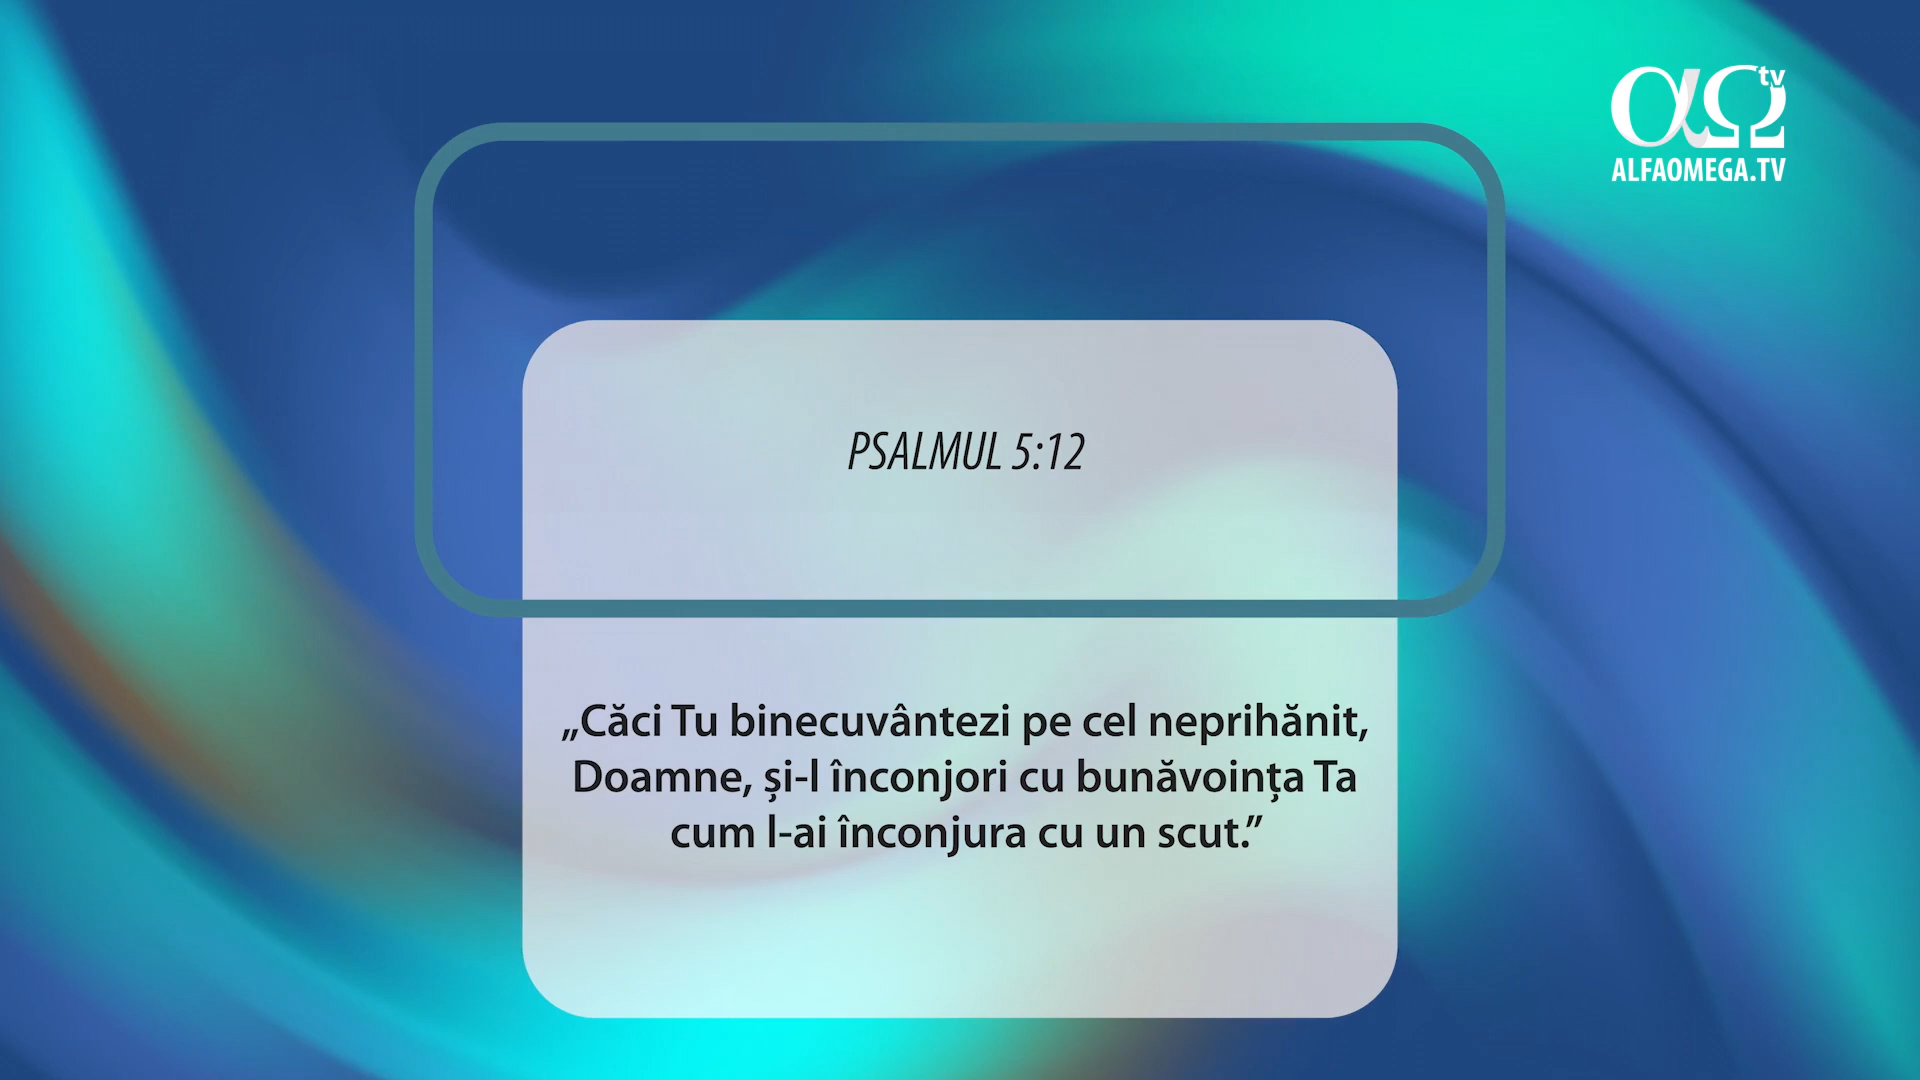 αΩ tv
ALFAOMEGA.TV
PSALMUL 5:12
„Căci Tu binecuvântezi pe cel neprihănit,
Doamne, și-l înconjori cu bunăvoința Ta
cum l-ai înconjura cu un scut.”